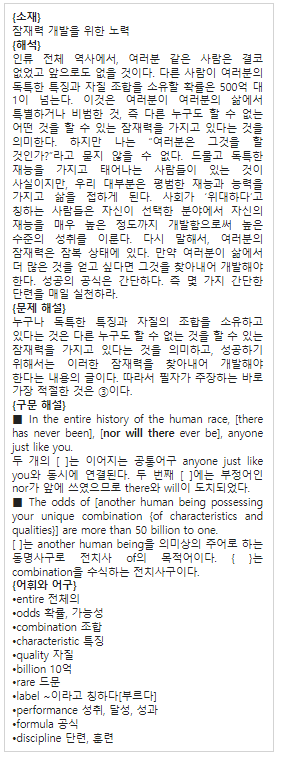 {소재}
잠재력 개발을 위한 노력
{해석}
인류 전체 역사에서, 여러분 같은 사람은 결코
없었고 앞으로도 없을 것이다. 다른 사람이 여러분의
독특한 특징과 자질 조합을 소유할 확률은 500억 대
1이 넘는다. 이것은 여러분이 여러분의 삶에서
특별하거나 비범한 것, 즉 다른 누구도 할 수 없는
어떤 것을 할 수 있는 잠재력을 가지고 있다는 것을
의미한다. 하지만 나는 “여러분은 그것을 할
것인가?”라고 묻지 않을 수 없다. 드물고 독특한
재능을 가지고 태어나는 사람들이 있는 것이
사실이지만, 우리 대부분은 평범한 재능과 능력을
가지고 삶을 접하게 된다. 사회가 ‘위대하다’고
칭하는 사람들은 자신이 선택한 분야에서 자신의
재능을 매우 높은 정도까지 개발함으로써 높은
수준의 성취를 이룬다. 다시 말해서, 여러분의
잠재력은 잠복 상태에 있다. 만약 여러분이 삶에서
더 많은 것을 얻고 싶다면 그것을 찾아내어 개발해야
한다. 성공의 공식은 간단하다. 즉 몇 가지 간단한
단련을 매일 실천하라.
{문제 해설}
누구나 독특한 특징과 자질의 조합을 소유하고
있다는 것은 다른 누구도 할 수 없는 것을 할 수 있는
잠재력을 가지고 있다는 것을 의미하고, 성공하기
위해서는 이러한 잠재력을 찾아내어 개발해야
한다는 내용의 글이다. 따라서 필자가 주장하는 바로
가장 적절한 것은 ③이다.
{구문 해설}
■ In the entire history of the human race, [there
has never been], [nor will there ever be], anyone
just like you.
두 개의 [ ]는 이어지는 공통어구 anyone just like
you와 동시에 연결된다. 두 번째 [ ]에는 부정어인
nor가 앞에 쓰였으므로 there와 will이 도치되었다.
■ The odds of [another human being possessing
your unique combination {of characteristics and
qualities}] are more than 50 billion to one.
[ ]는 another human being을 의미상의 주어로 하는
동명사구로 전치사 of의 목적어이다. { }는
combination을 수식하는 전치사구이다.
{어휘와 어구}
•entire 전체의
•odds 확률, 가능성
•combination 조합
•characteristic 특징
•quality 자질
•billion 10억
•rare 드문
•label ~이라고 칭하다[부르다]
•performance 성취, 달성, 성과
•formula 공식
•discipline 단련, 훈련